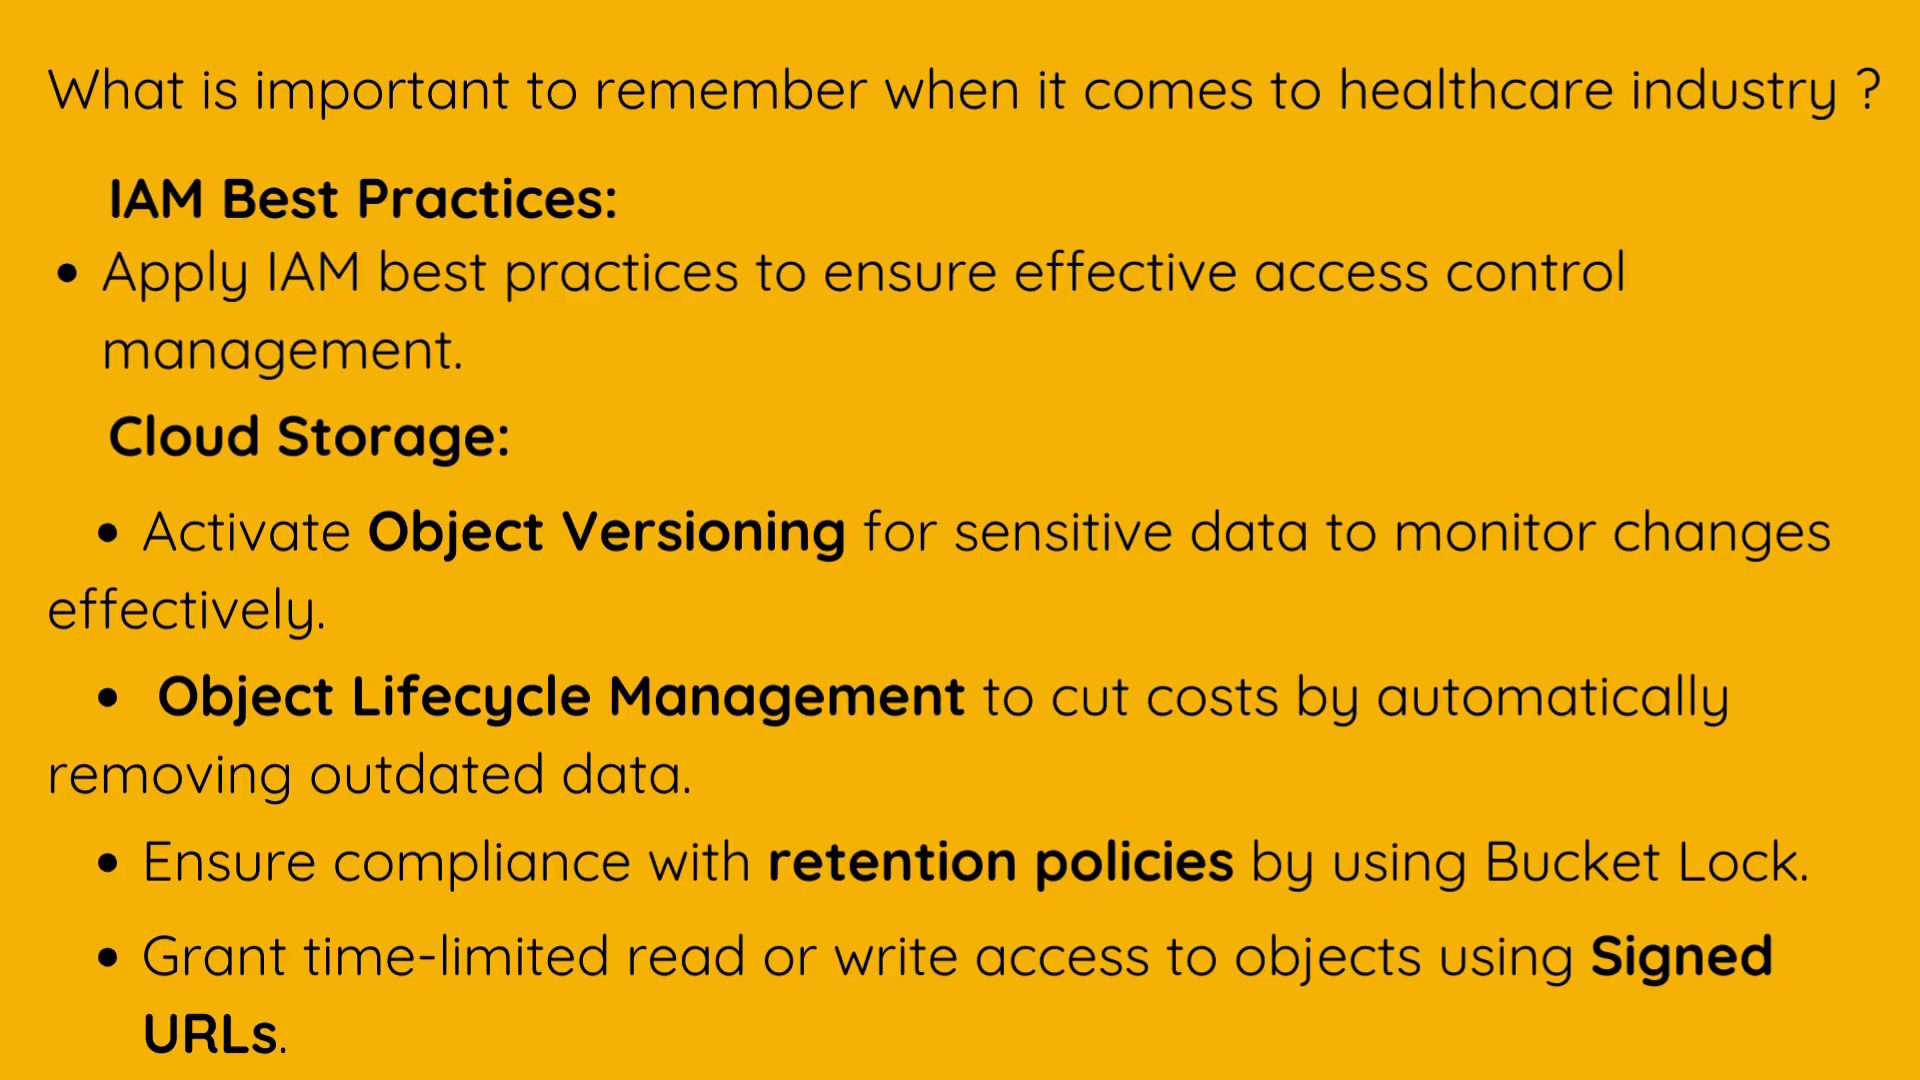 What is important to remember when it comes to healthcare industry ?
IAM Best Practices:
• Apply IAM best practices to ensure effective access control
management.
Cloud Storage:
• Activate Object Versioning for sensitive data to monitor changes
effectively.
• Object Lifecycle Management to cut costs by automatically
removing outdated data.
• Ensure compliance with retention policies by using Bucket Lock.
• Grant time-limited read or write access to objects using Signed
URLs.